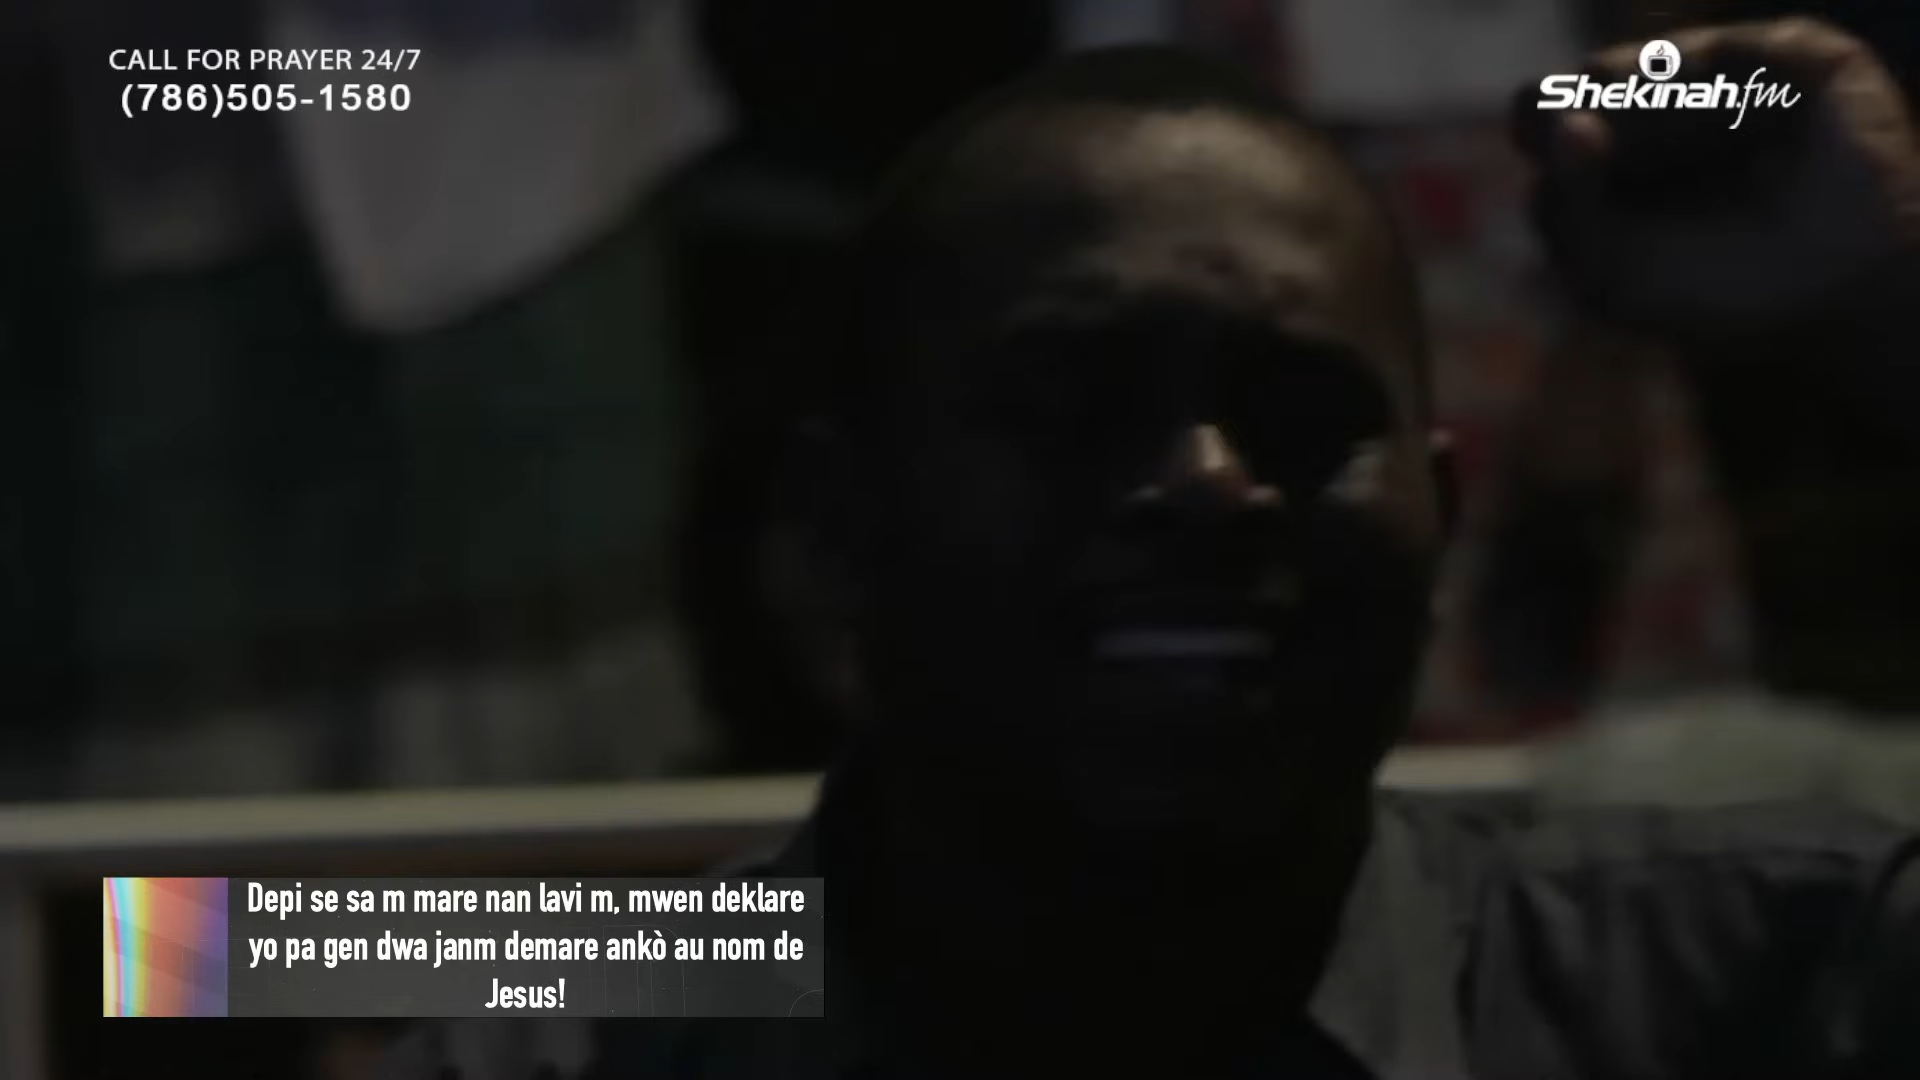 CALL FOR PRAYER 24/7
(786)505-1580
Shekinah.fm
Depi se sa m mare nan lavi m, mwen deklare
yo pa gen dwa janm demare ankò au nom de
Jesus!